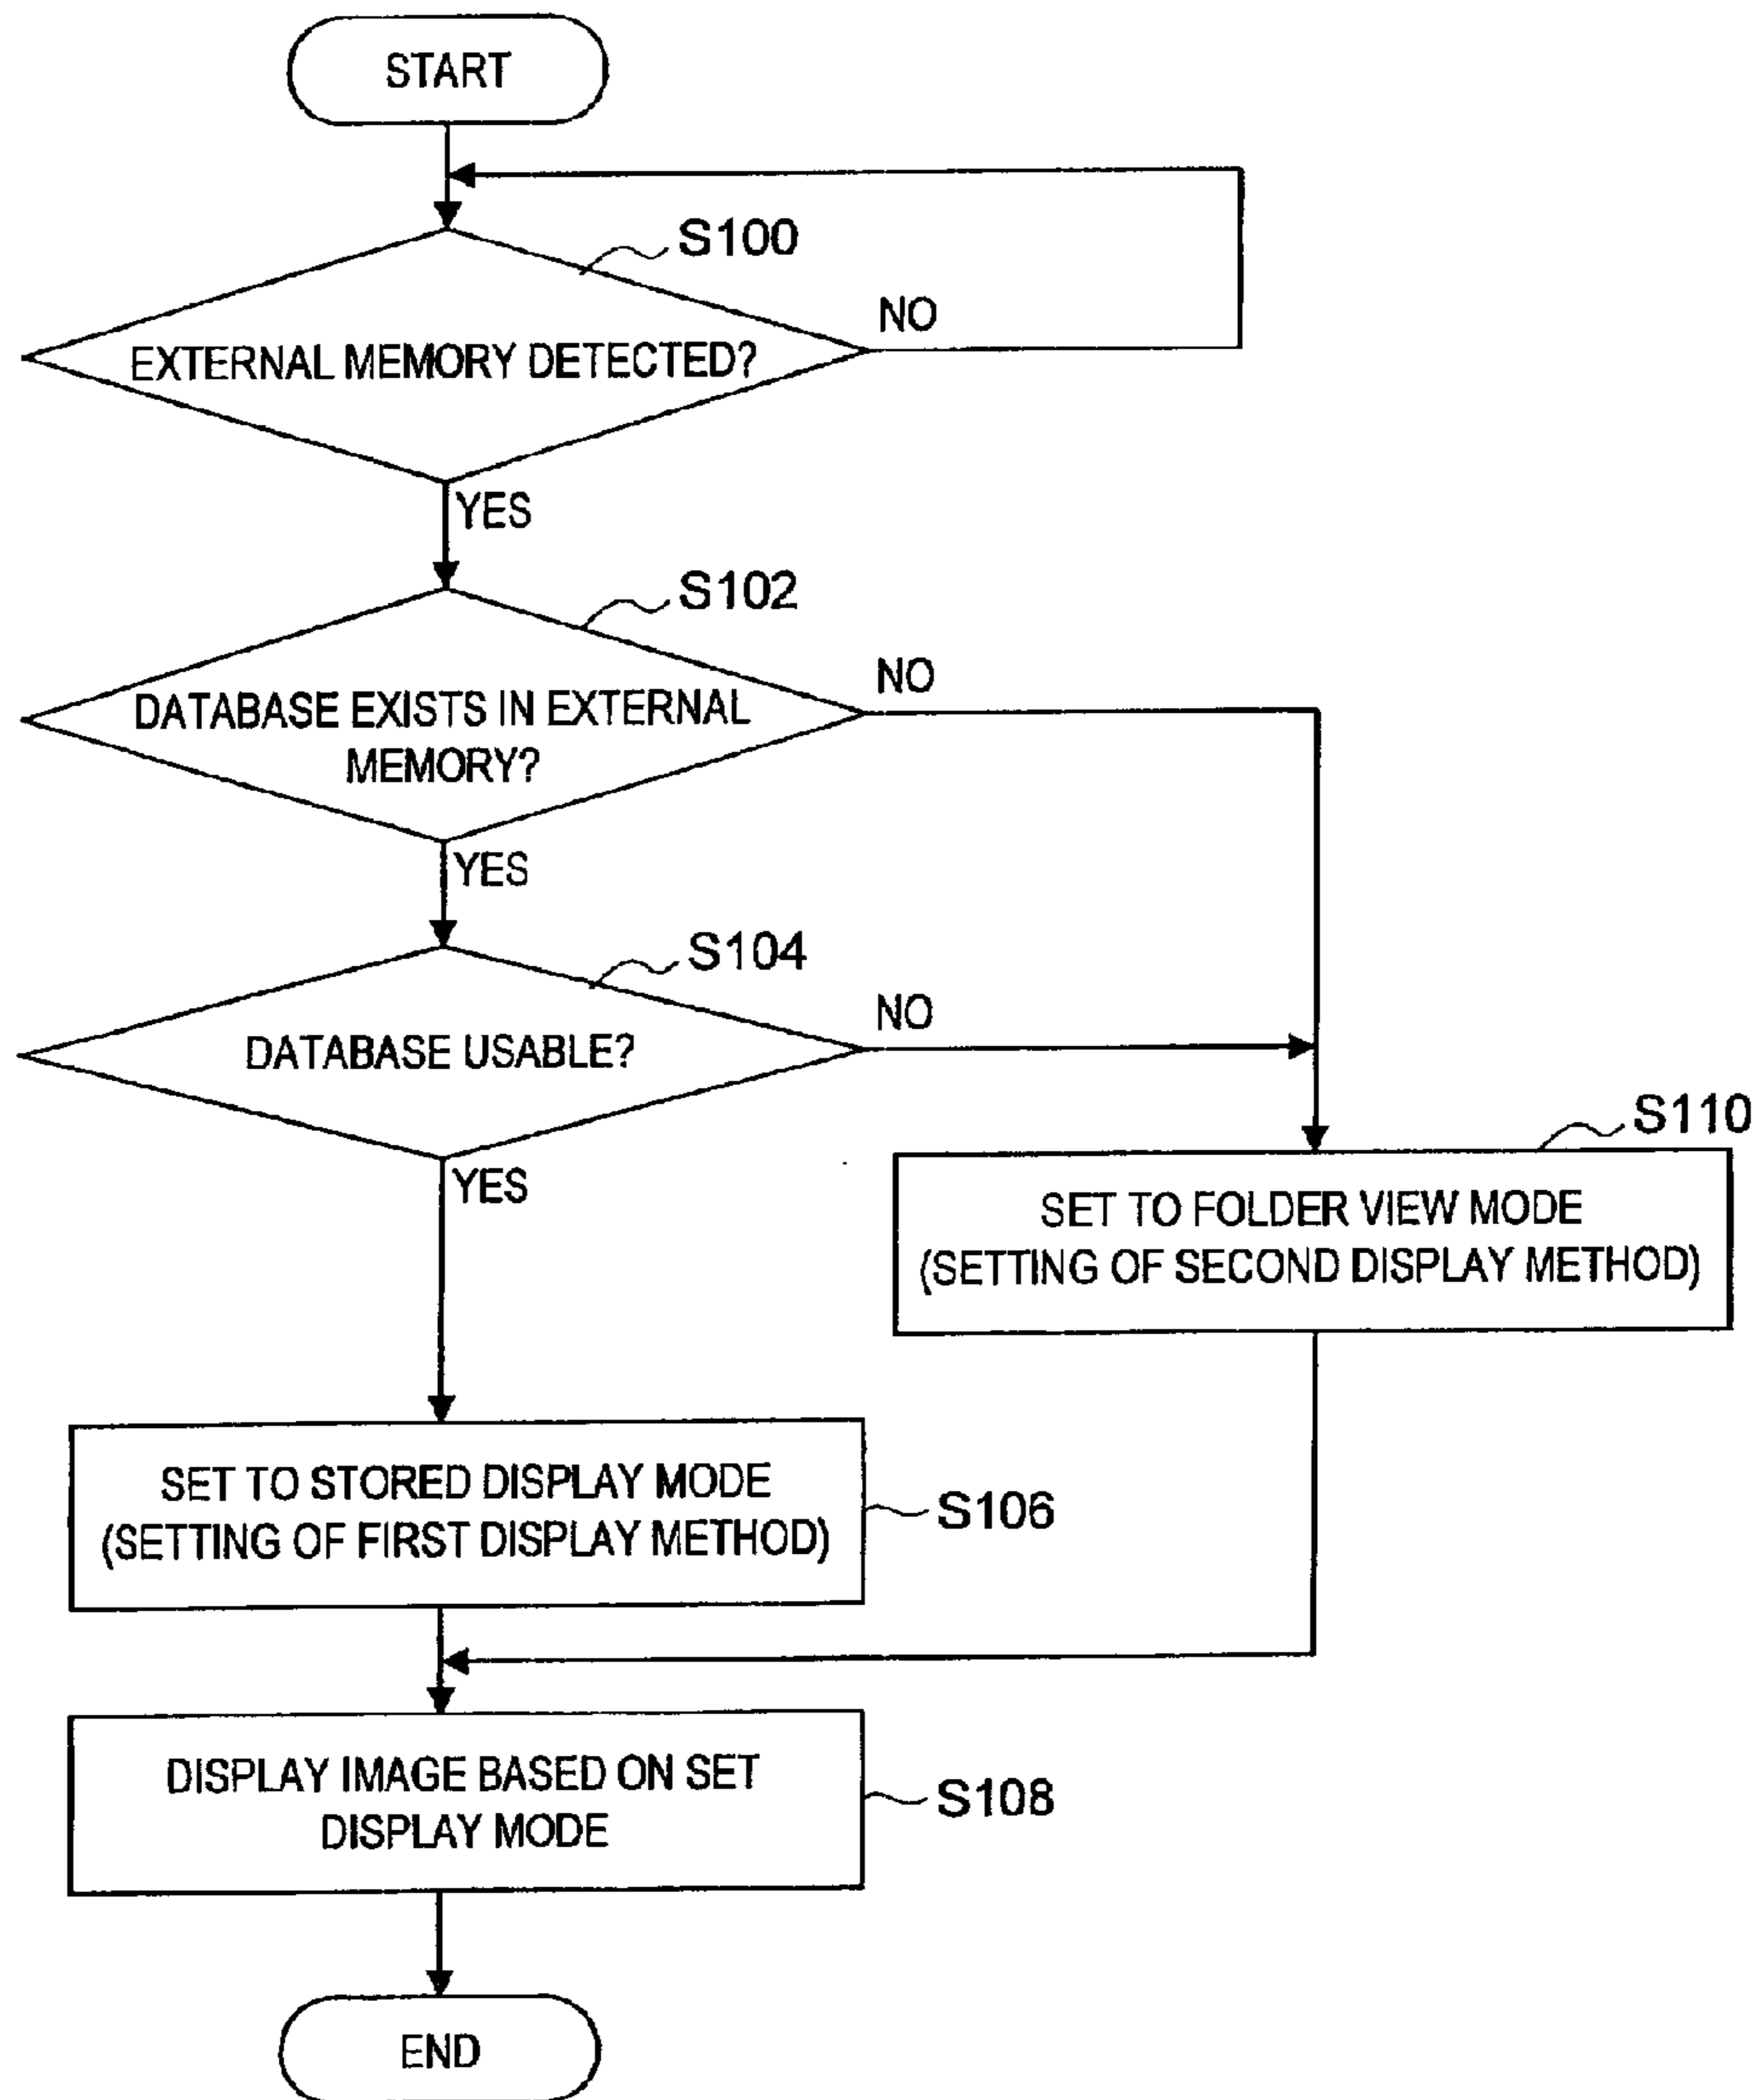 START
S100
NO
EXTERNAL MEMORY DETECTED?
YES
S102
NO
DATABASE EXISTS IN EXTERNAL
MEMORY?
YES
S104
NO
DATABASE USABLE?
YES
S110
SET TO FOLDER VIEW MODE
(SETTING OF SECOND DISPLAY METHOD)
SET TO STORED DISPLAY MODE
(SETTING OF FIRST DISPLAY METHOD)
S106
DISPLAY IMAGE BASED ON SET
DISPLAY MODE
S108
END